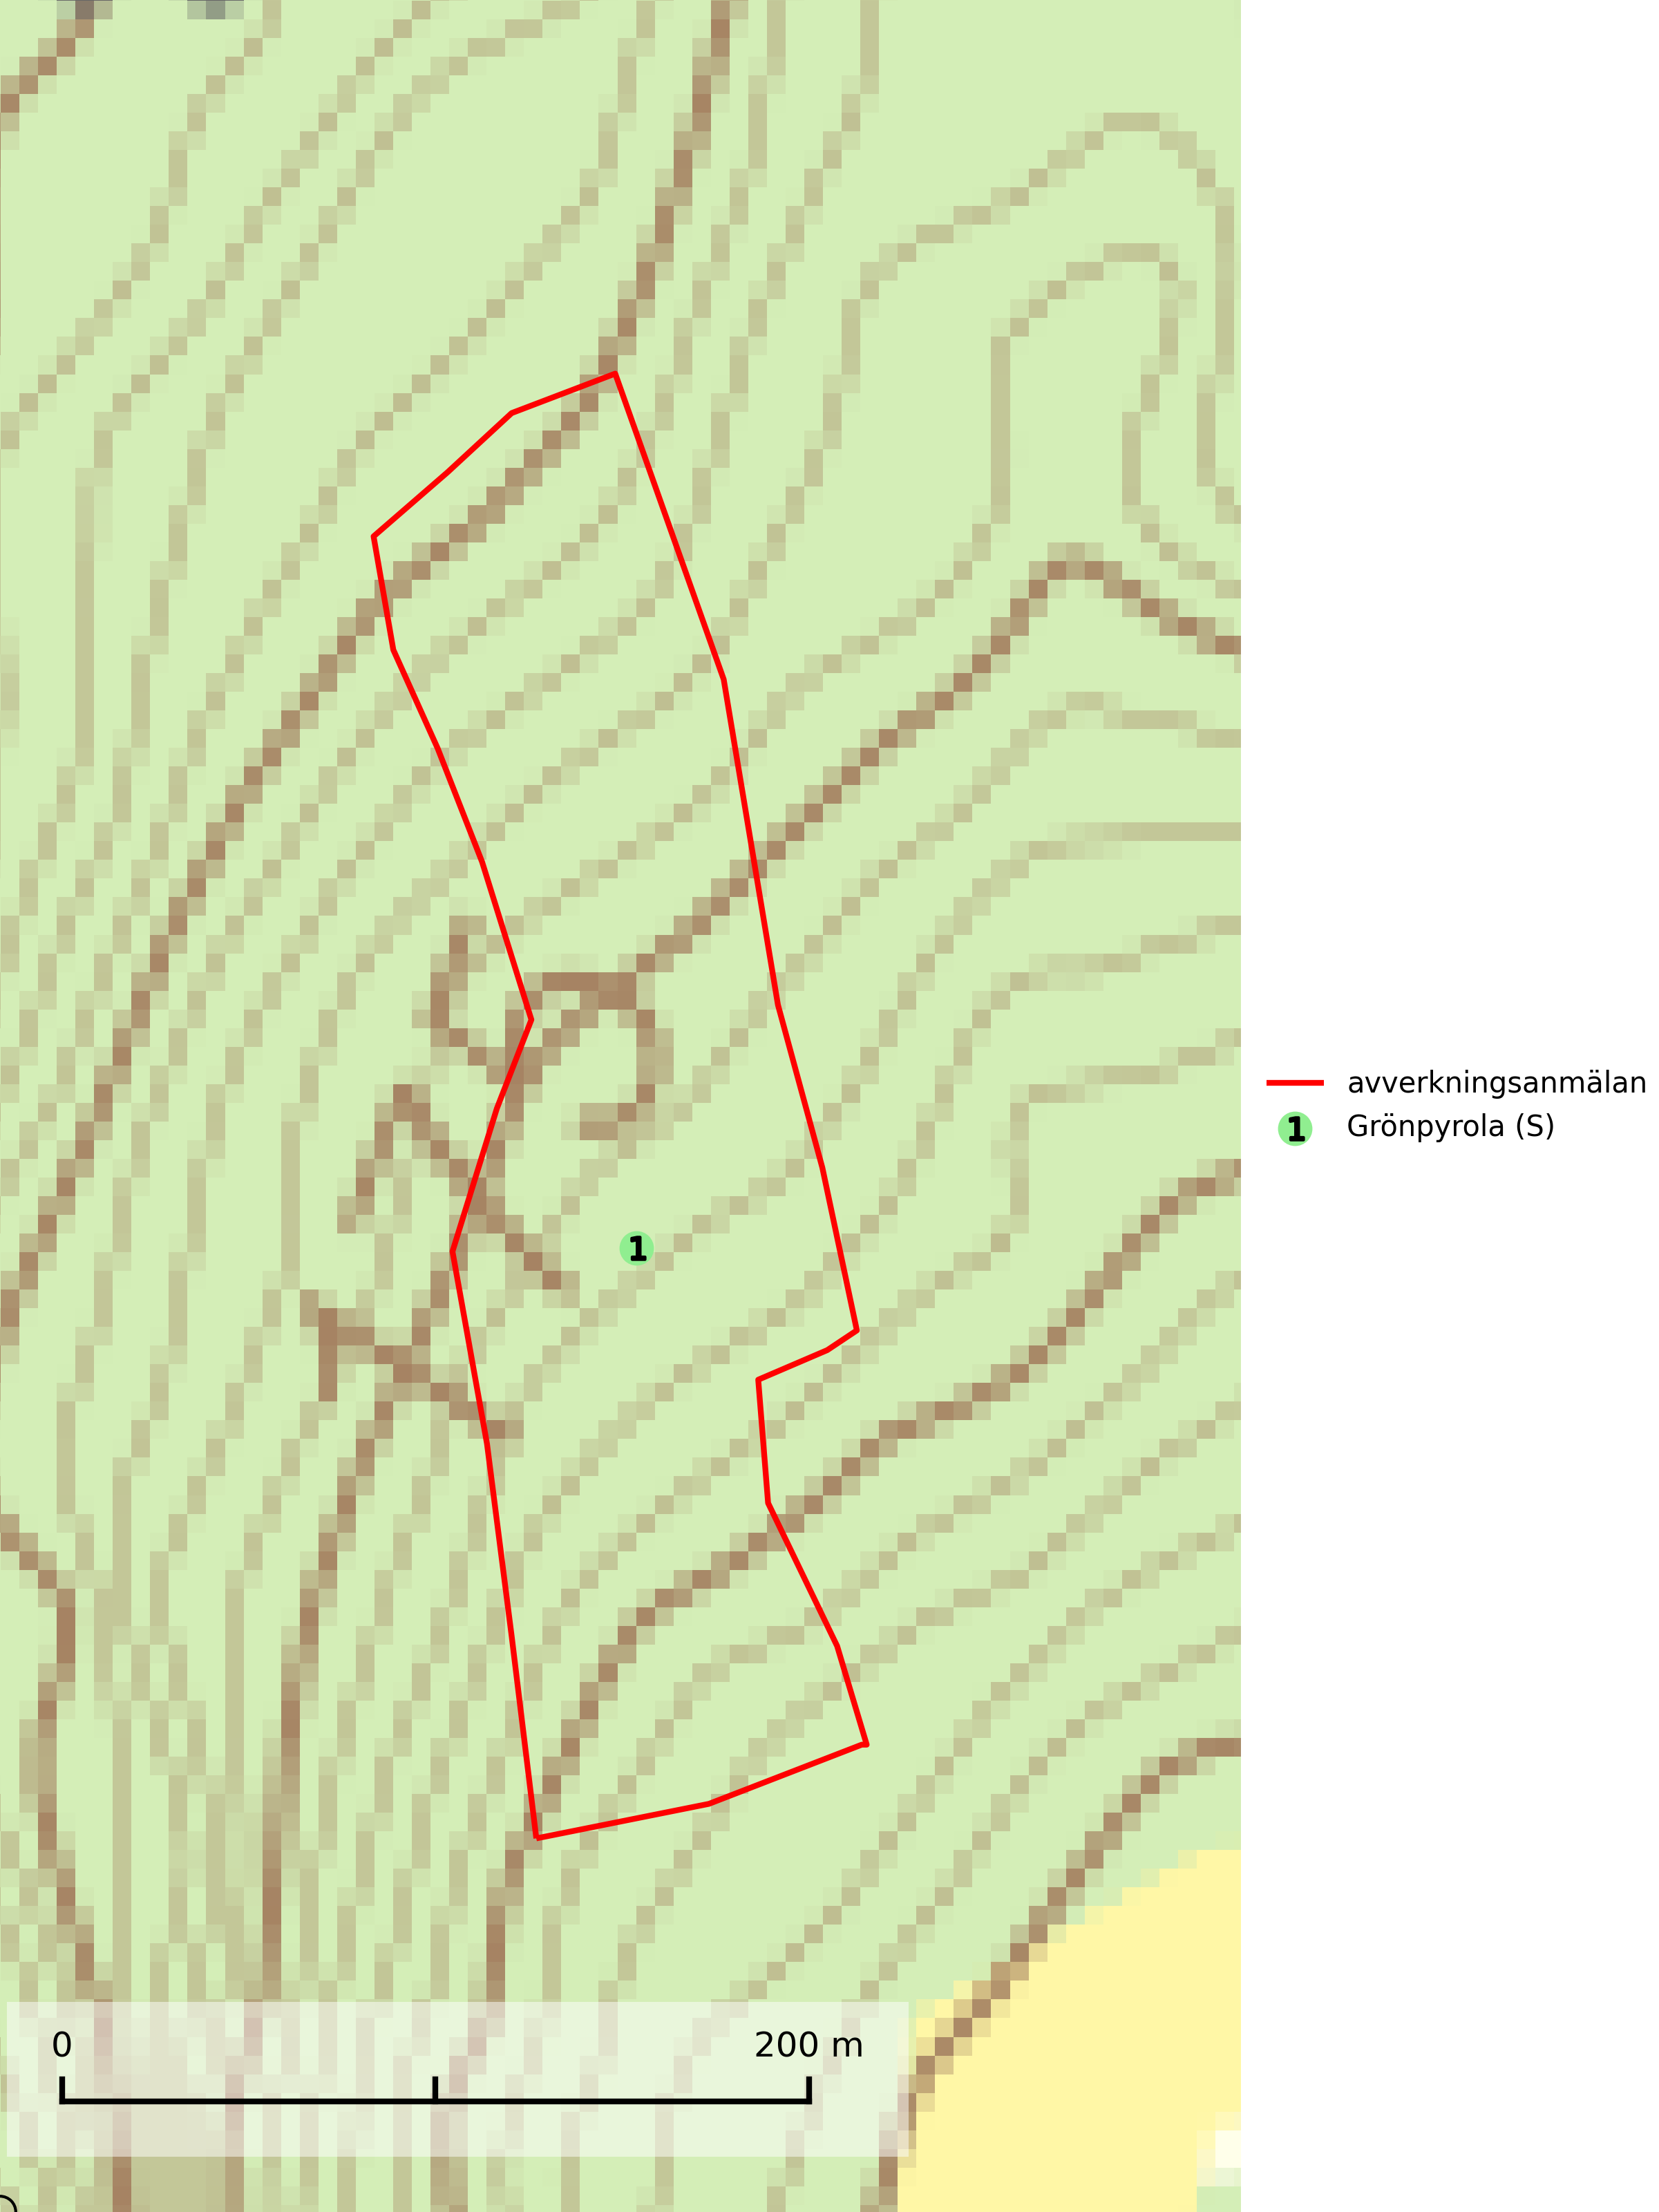 avverkningsanmälan
1 Grönpyrola (S)
1
0 200 m